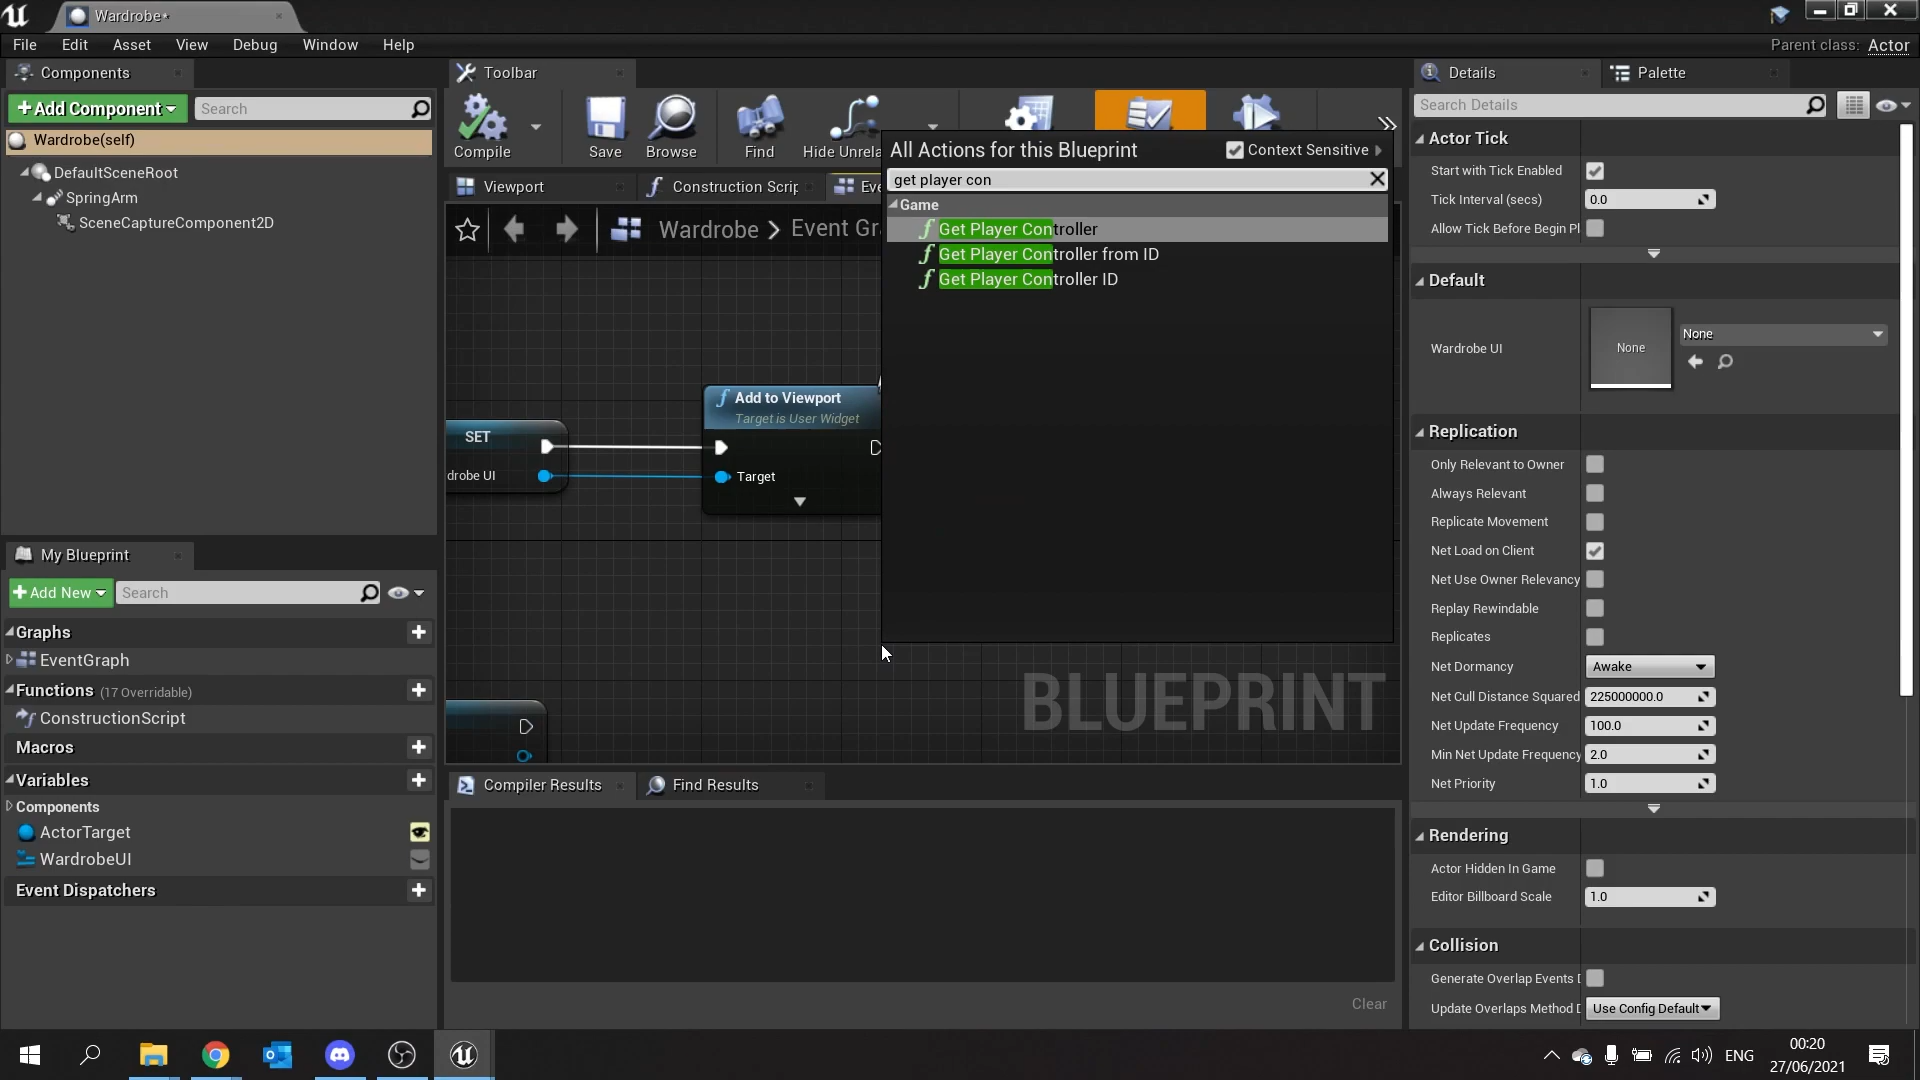 Wardrobe*
File Edit Asset View Debug Window Help
Parent class: Actor
Components
Toolbar
Details
Palette
Add Component
Search
Search Details
Wardrobe(self)
DefaultSceneRoot
SpringArm
SceneCaptureComponent2D
Compile
Save
Browse
Find
Hide Unrela
All Actions for this Blueprint
Context Sensitive
get player con
Game
Get Player Controller
Get Player Controller from ID
Get Player Controller ID
Viewport
Construction Scrip
Eve
Wardrobe > Event Gra
Add to Viewport
Target is User Widget
SET
drobe UI
Target
BLUEPRINT
Actor Tick
Start with Tick Enabled
Tick Interval (secs) 0.0
Allow Tick Before Begin Pl
Default
Wardrobe UI
None
None
Replication
Only Relevant to Owner
Always Relevant
Replicate Movement
Net Load on Client
Net Use Owner Relevancy
Replay Rewindable
Replicates
Net Dormancy Awake
Net Cull Distance Squared 225000000.0
Net Update Frequency 100.0
Min Net Update Frequency 2.0
Net Priority 1.0
Rendering
Actor Hidden In Game
Editor Billboard Scale 1.0
Collision
Generate Overlap Events D
Update Overlaps Method D Use Config Default
My Blueprint
Add New
Search
Graphs
EventGraph
Functions (17 Overridable)
ConstructionScript
Macros
Variables
Components
ActorTarget
WardrobeUI
Event Dispatchers
Compiler Results
Find Results
Clear
ENG
00:20
27/06/2021